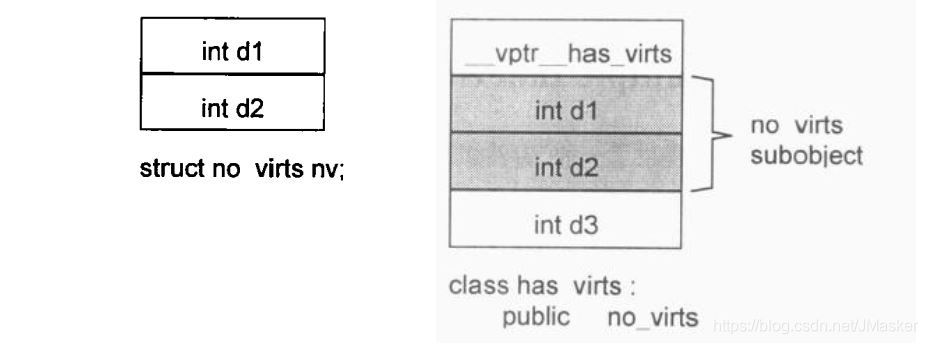 int d1
int d2
struct no virts nv;
__vptr__has_virts
int d1
int d2
int d3
no virts
subobject
class has virts :
public no_virts
https://blog.csdn.net/JMasker